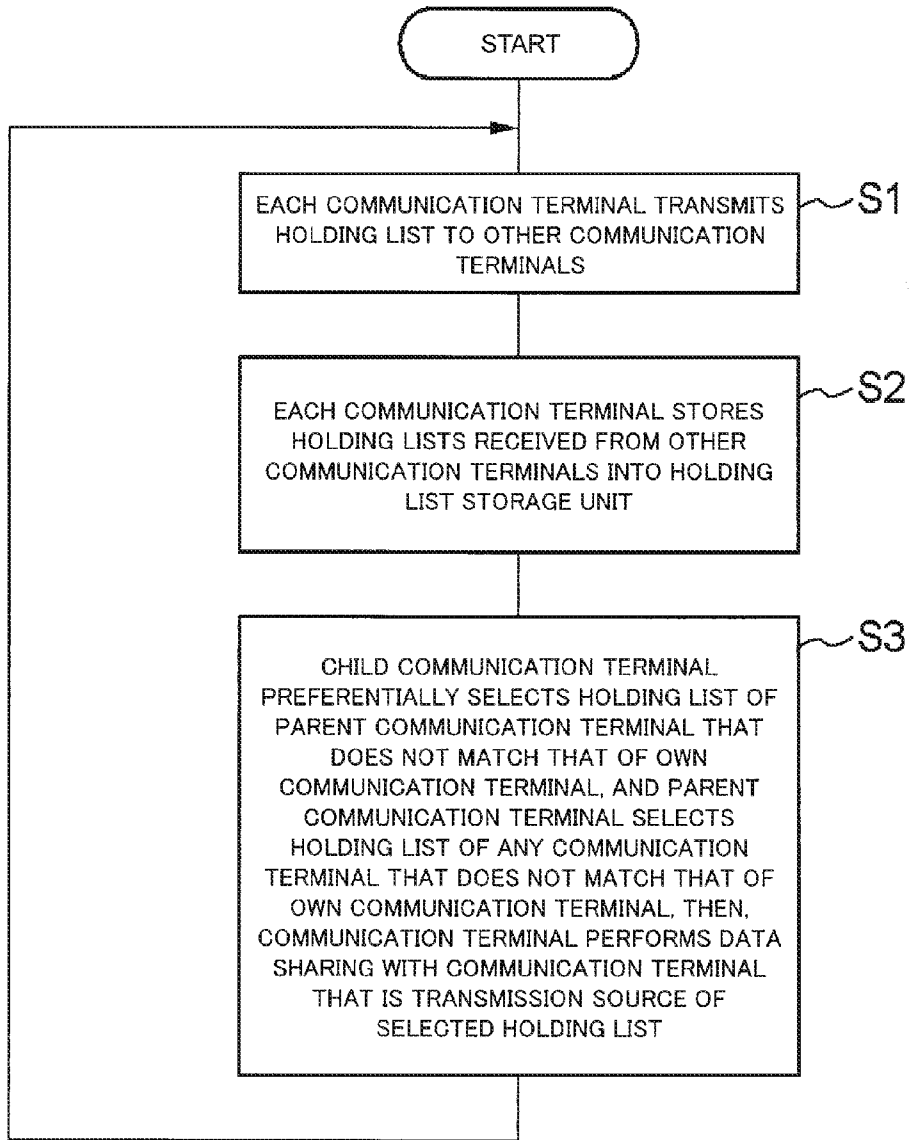 START
EACH COMMUNICATION TERMINAL TRANSMITS
HOLDING LIST TO OTHER COMMUNICATION
TERMINALS
S1
EACH COMMUNICATION TERMINAL STORES
HOLDING LISTS RECEIVED FROM OTHER
COMMUNICATION TERMINALS INTO HOLDING
LIST STORAGE UNIT
S2
CHILD COMMUNICATION TERMINAL
PREFERENTIALLY SELECTS HOLDING LIST OF
PARENT COMMUNICATION TERMINAL THAT
DOES NOT MATCH THAT OF OWN
COMMUNICATION TERMINAL, AND PARENT
COMMUNICATION TERMINAL SELECTS
HOLDING LIST OF ANY COMMUNICATION
TERMINAL THAT DOES NOT MATCH THAT OF
OWN COMMUNICATION TERMINAL, THEN,
COMMUNICATION TERMINAL PERFORMS DATA
SHARING WITH COMMUNICATION TERMINAL
THAT IS TRANSMISSION SOURCE OF
SELECTED HOLDING LIST
S3